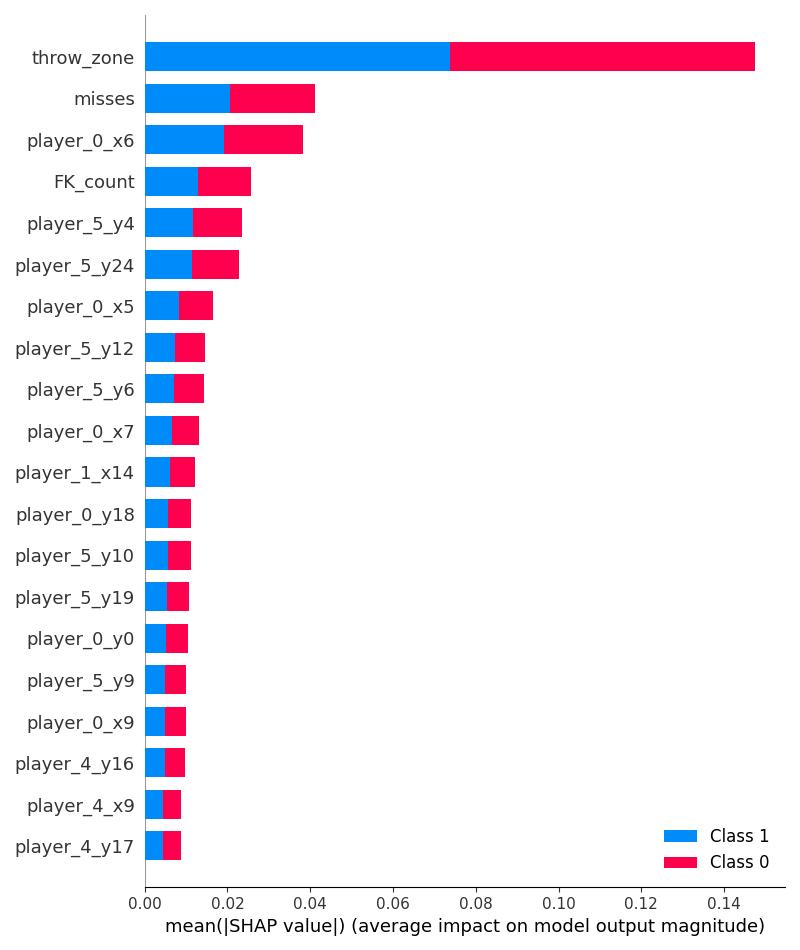 throw_zone
misses
player_0_x6
FK_count
player_5_y4
player_5_y24
player_0_x5
player_5_y12
player_5_y6
player_0_x7
player_1_x14
player_0_y18
player_5_y10
player_5_y19
player_0_y0
player_5_y9
player_0_x9
player_4_y16
player_4_x9
player_4_y17
Class 1
Class 0
0.00 0.02 0.04 0.06 0.08 0.10 0.12 0.14
mean(|SHAP value|) (average impact on model output magnitude)